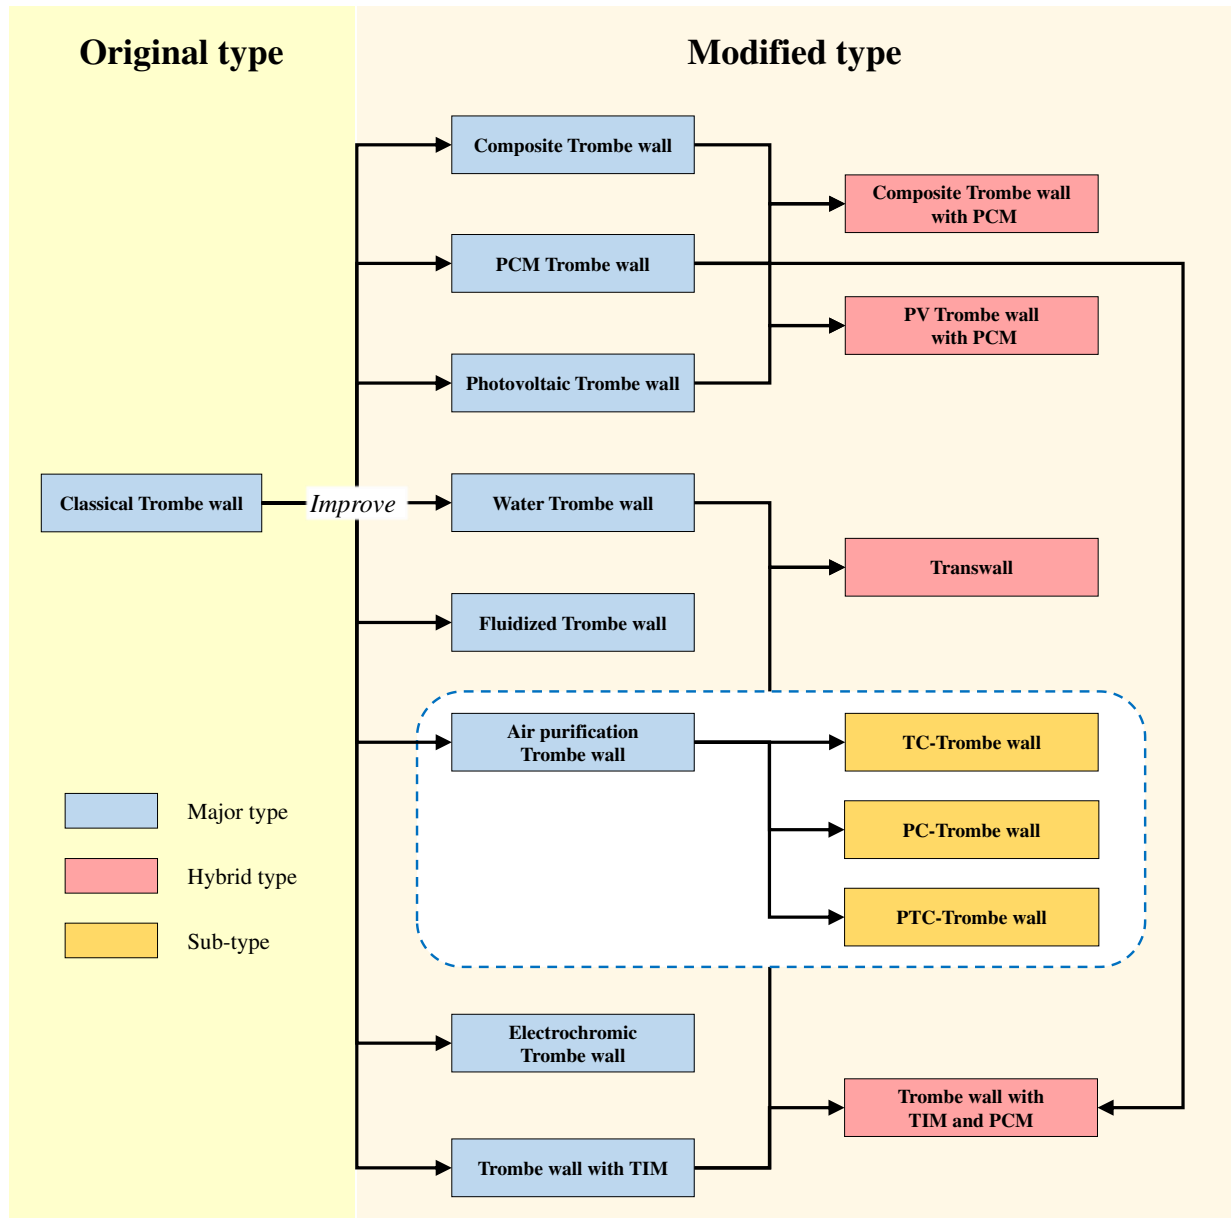 Original type
Modified type
Composite Trombe wall
Composite Trombe wall
with PCM
PCM Trombe wall
PV Trombe wall
with PCM
Photovoltaic Trombe wall
Classical Trombe wall
Improve
Water Trombe wall
Transwall
Fluidized Trombe wall
Air purification
Trombe wall
TC-Trombe wall
PC-Trombe wall
PTC-Trombe wall
Major type
Hybrid type
Sub-type
Electrochromic
Trombe wall
Trombe wall with
TIM and PCM
Trombe wall with TIM